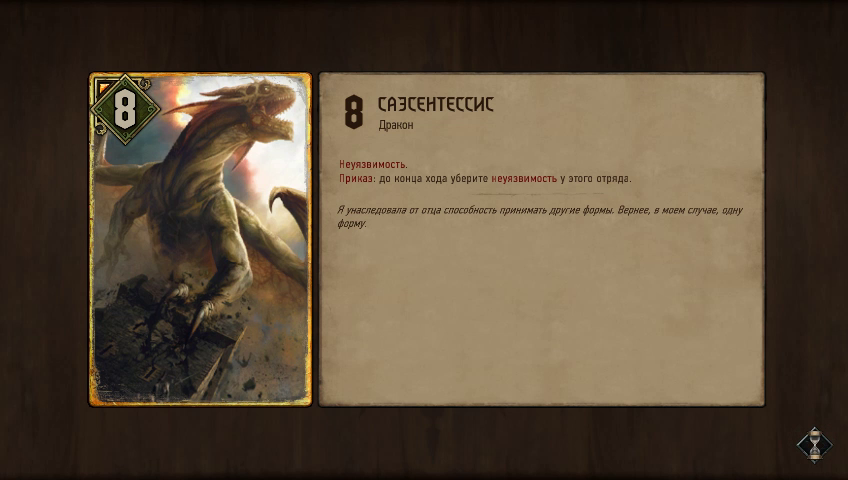 8
8
САЭСЕНТЕССИС
Дракон
Неуязвимость.
Приказ: до конца хода уберите неуязвимость у этого отряда.
Я унаследовала от отца способность принимать другие формы. Вернее, в моем случае, одну
форму.